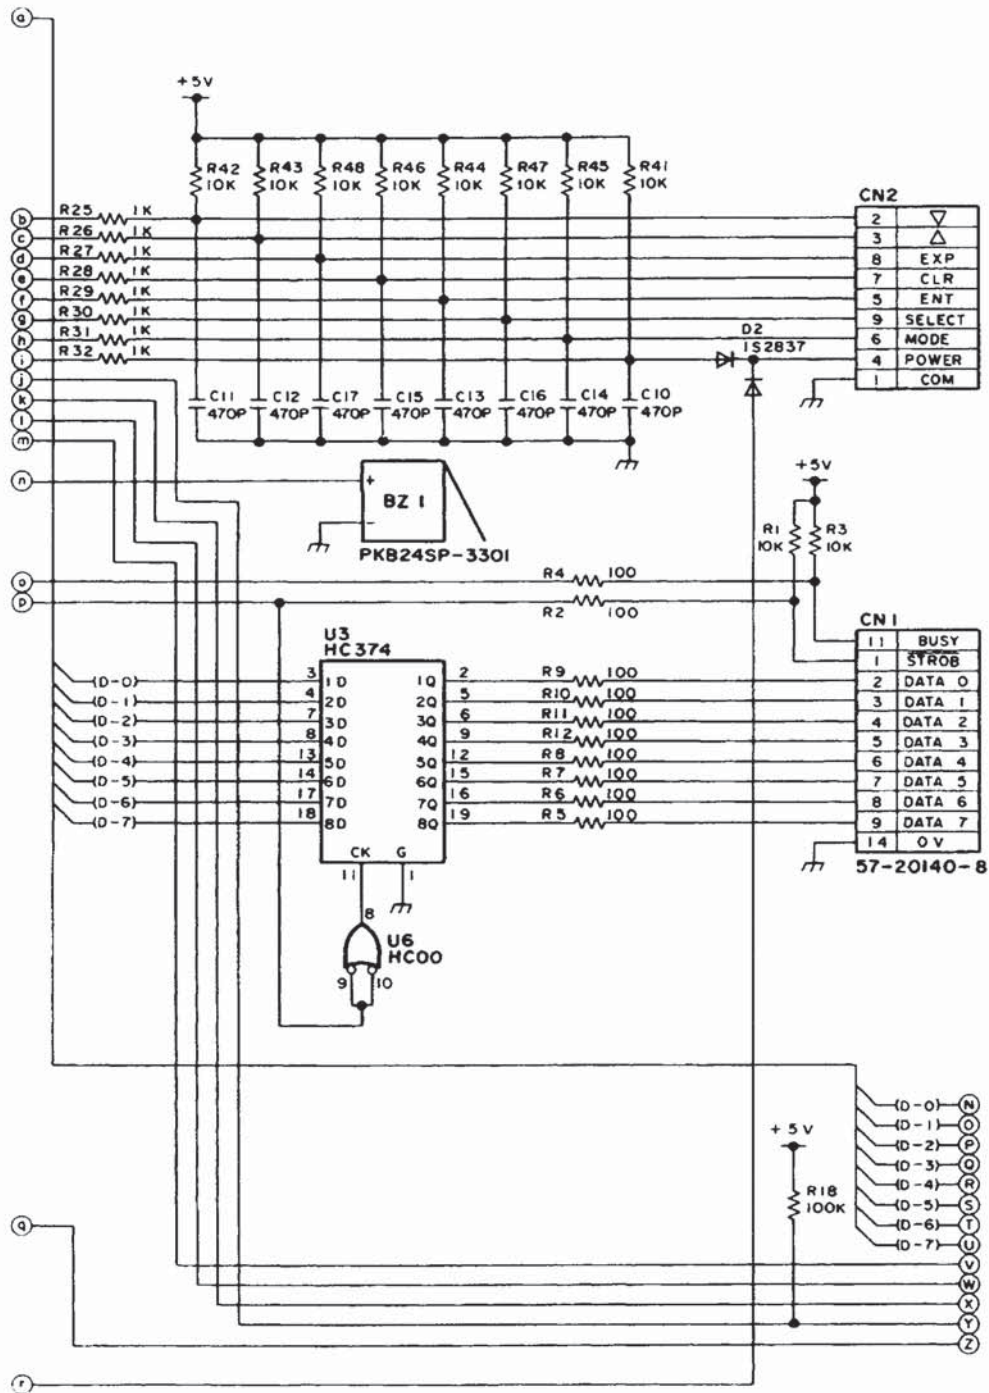 a
+5V
R42 R43 R48 R46 R44 R47 R45 R41
10K 10K 10K 10K 10K 10K 10K 10K
CN2
b R25 1K 2 ▽
c R26 1K 3 △
d R27 1K 8 EXP
e R28 1K 7 CLR
f R29 1K 5 ENT
g R30 1K 9 SELECT
h R31 1K 6 MODE
i R32 1K 4 POWER
D2
1S2837
1 COM
j
k
l
m
C11 C12 C17 C15 C13 C16 C14 C10
470P 470P 470P 470P 470P 470P 470P 470P
n
+
BZ 1
-
PKB24SP-3301
+5V
R1 R3
10K 10K
o R4 100
p R2 100
CN1
11 BUSY
1 STROB
U3
HC374
(D-0) 3 1D 1Q 2 R9 100 2 DATA 0
(D-1) 4 2D 2Q 5 R10 100 3 DATA 1
(D-2) 7 3D 3Q 6 R11 100 4 DATA 2
(D-3) 8 4D 4Q 9 R12 100 5 DATA 3
(D-4) 13 5D 5Q 12 R8 100 6 DATA 4
(D-5) 14 6D 6Q 15 R7 100 7 DATA 5
(D-6) 17 7D 7Q 16 R6 100 8 DATA 6
(D-7) 18 8D 8Q 19 R5 100 9 DATA 7
14 0V
57-20140-8
CK G
11 1
8
U6
HC00
9 10
(D-0) N
(D-1) O
(D-2) P
(D-3) Q
(D-4) R
(D-5) S
(D-6) T
(D-7) U
+5V
R18
100K
q
V
W
X
Y
Z
r